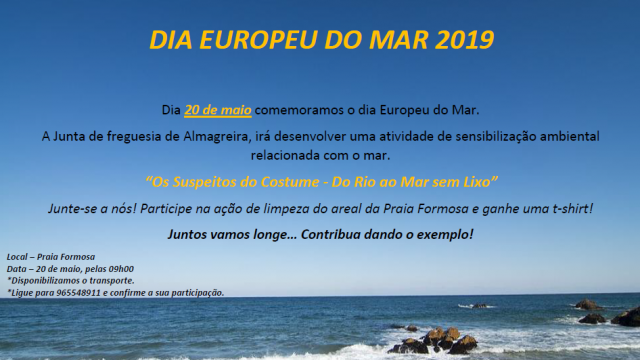 DIA EUROPEU DO MAR 2019
Dia 20 de maio comemoramos o dia Europeu do Mar.
A Junta de freguesia de Almagreira, irá desenvolver uma atividade de sensibilização ambiental
relacionada com o mar.
“Os Suspeitos do Costume - Do Rio ao Mar sem Lixo”
Junte-se a nós! Participe na ação de limpeza do areal da Praia Formosa e ganhe uma t-shirt!
Juntos vamos longe... Contribua dando o exemplo!
Local – Praia Formosa
Data – 20 de maio, pelas 09h00
*Disponibilizamos o transporte.
*Ligue para 965548911 e confirme a sua participação.